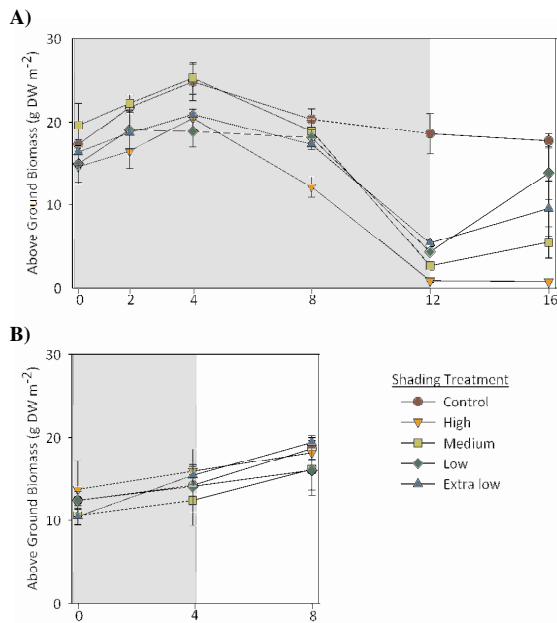 A)
Above Ground Biomass (g DW m-2)
30
20
10
0
0 2 4 8 12 16
B)
Above Ground Biomass (g DW m-2)
30
20
10
0
0 4 8
Shading Treatment
Control
High
Medium
Low
Extra low